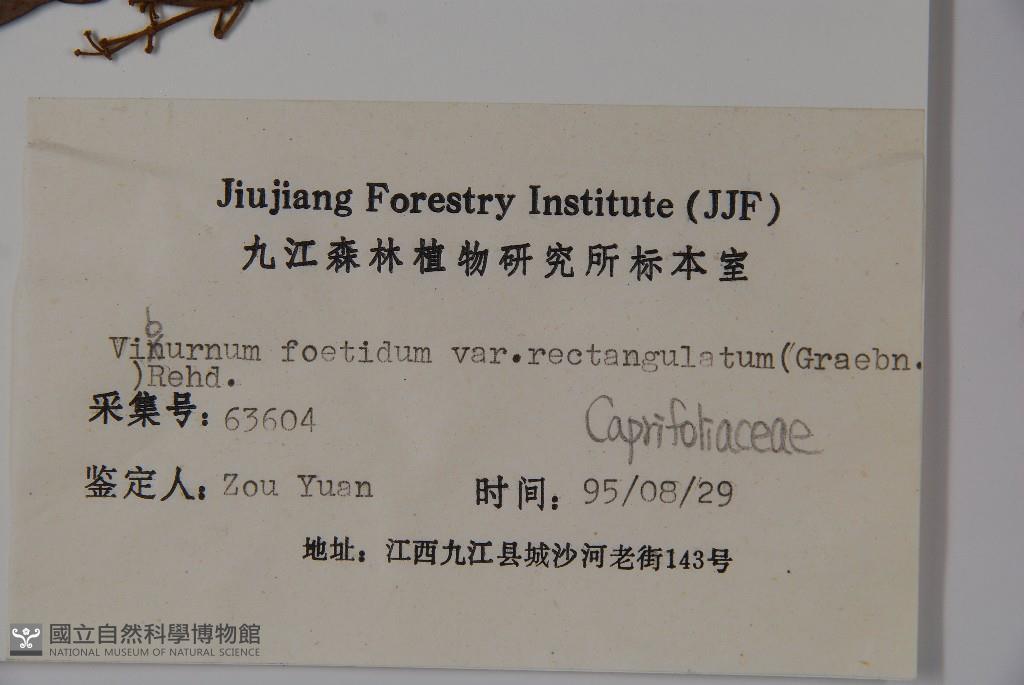 Jiujiang Forestry Institute (JJF)
九江森林植物研究所标本室
Viburnum foetidum var.rectangulatum(Graebn.
)Rehd.
采集号: 63604
Caprifoliaceae
鉴定人: Zou Yuan 时间: 95/08/29
地址: 江西九江县城沙河老街143号
國立自然科學博物館
NATIONAL MUSEUM OF NATURAL SCIENCE